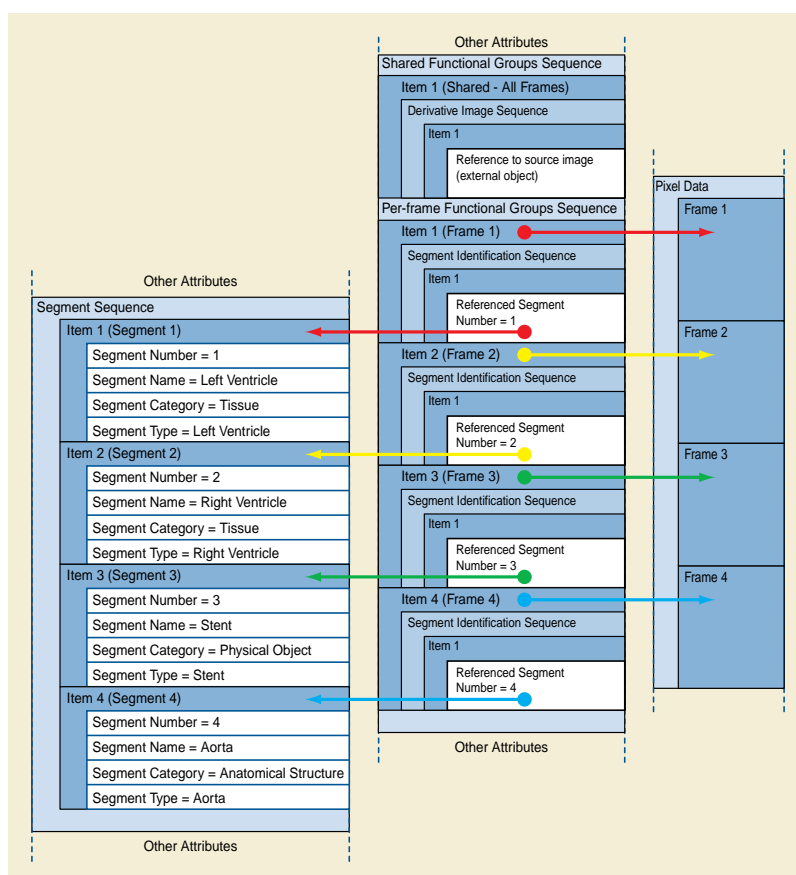 Other Attributes
Segment Sequence
Item 1 (Segment 1)
Segment Number = 1
Segment Name = Left Ventricle
Segment Category = Tissue
Segment Type = Left Ventricle
Item 2 (Segment 2)
Segment Number = 2
Segment Name = Right Ventricle
Segment Category = Tissue
Segment Type = Right Ventricle
Item 3 (Segment 3)
Segment Number = 3
Segment Name = Stent
Segment Category = Physical Object
Segment Type = Stent
Item 4 (Segment 4)
Segment Number = 4
Segment Name = Aorta
Segment Category = Anatomical Structure
Segment Type = Aorta
Other Attributes
Other Attributes
Shared Functional Groups Sequence
Item 1 (Shared - All Frames)
Derivative Image Sequence
Item 1
Reference to source image
(external object)
Per-frame Functional Groups Sequence
Item 1 (Frame 1)
Segment Identification Sequence
Item 1
Referenced Segment
Number = 1
Item 2 (Frame 2)
Segment Identification Sequence
Item 1
Referenced Segment
Number = 2
Item 3 (Frame 3)
Segment Identification Sequence
Item 1
Referenced Segment
Number = 3
Item 4 (Frame 4)
Segment Identification Sequence
Item 1
Referenced Segment
Number = 4
Other Attributes
Pixel Data
Frame 1
Frame 2
Frame 3
Frame 4